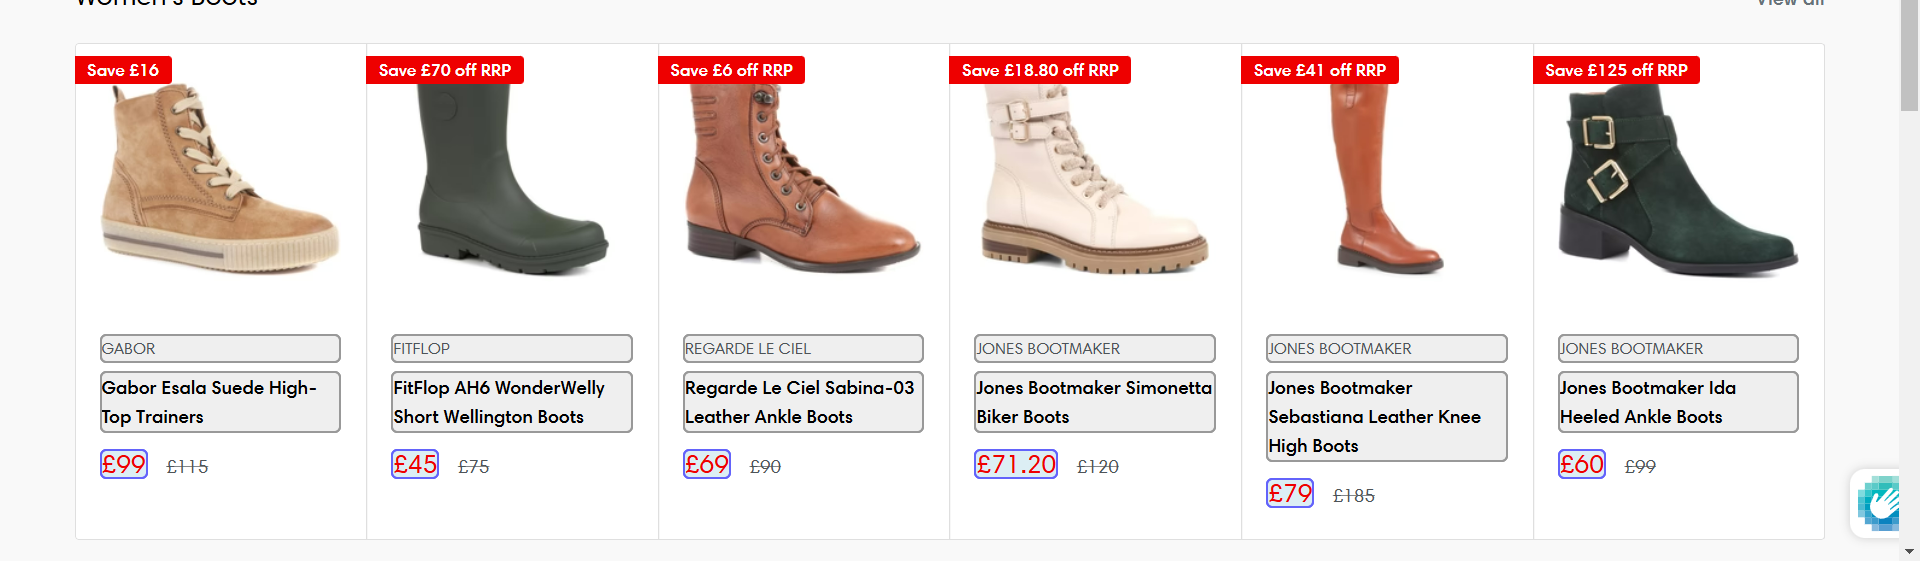 Women's Boots
View all
Save £16
Save £70 off RRP
Save £6 off RRP
Save £18.80 off RRP
Save £41 off RRP
Save £125 off RRP
GABOR
Gabor Esala Suede High-
Top Trainers
£99 £115
FITFLOP
FitFlop AH6 WonderWelly
Short Wellington Boots
£45 £75
REGARDE LE CIEL
Regarde Le Ciel Sabina-03
Leather Ankle Boots
£69 £90
JONES BOOTMAKER
Jones Bootmaker Simonetta
Biker Boots
£71.20 £120
JONES BOOTMAKER
Jones Bootmaker
Sebastiana Leather Knee
High Boots
£79 £185
JONES BOOTMAKER
Jones Bootmaker Ida
Heeled Ankle Boots
£60 £99